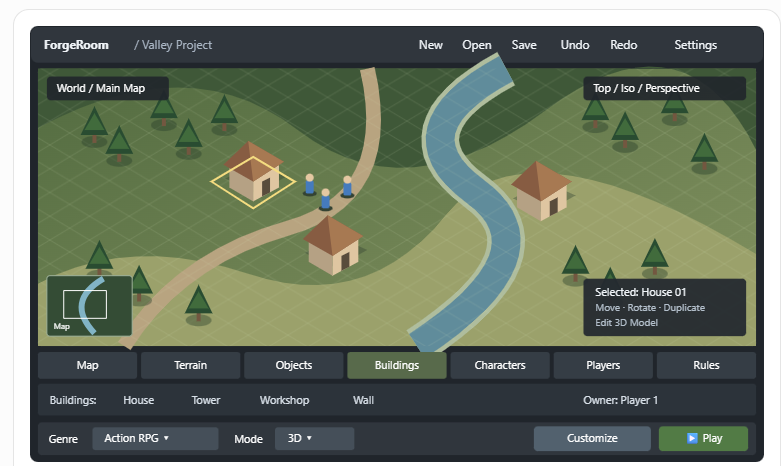 ForgeRoom / Valley Project New Open Save Undo Redo Settings
World / Main Map
Top / Iso / Perspective
Selected: House 01
Move · Rotate · Duplicate
Edit 3D Model
Map
Map Terrain Objects Buildings Characters Players Rules
Buildings: House Tower Workshop Wall Owner: Player 1
Genre Action RPG Mode 3D Customize Play